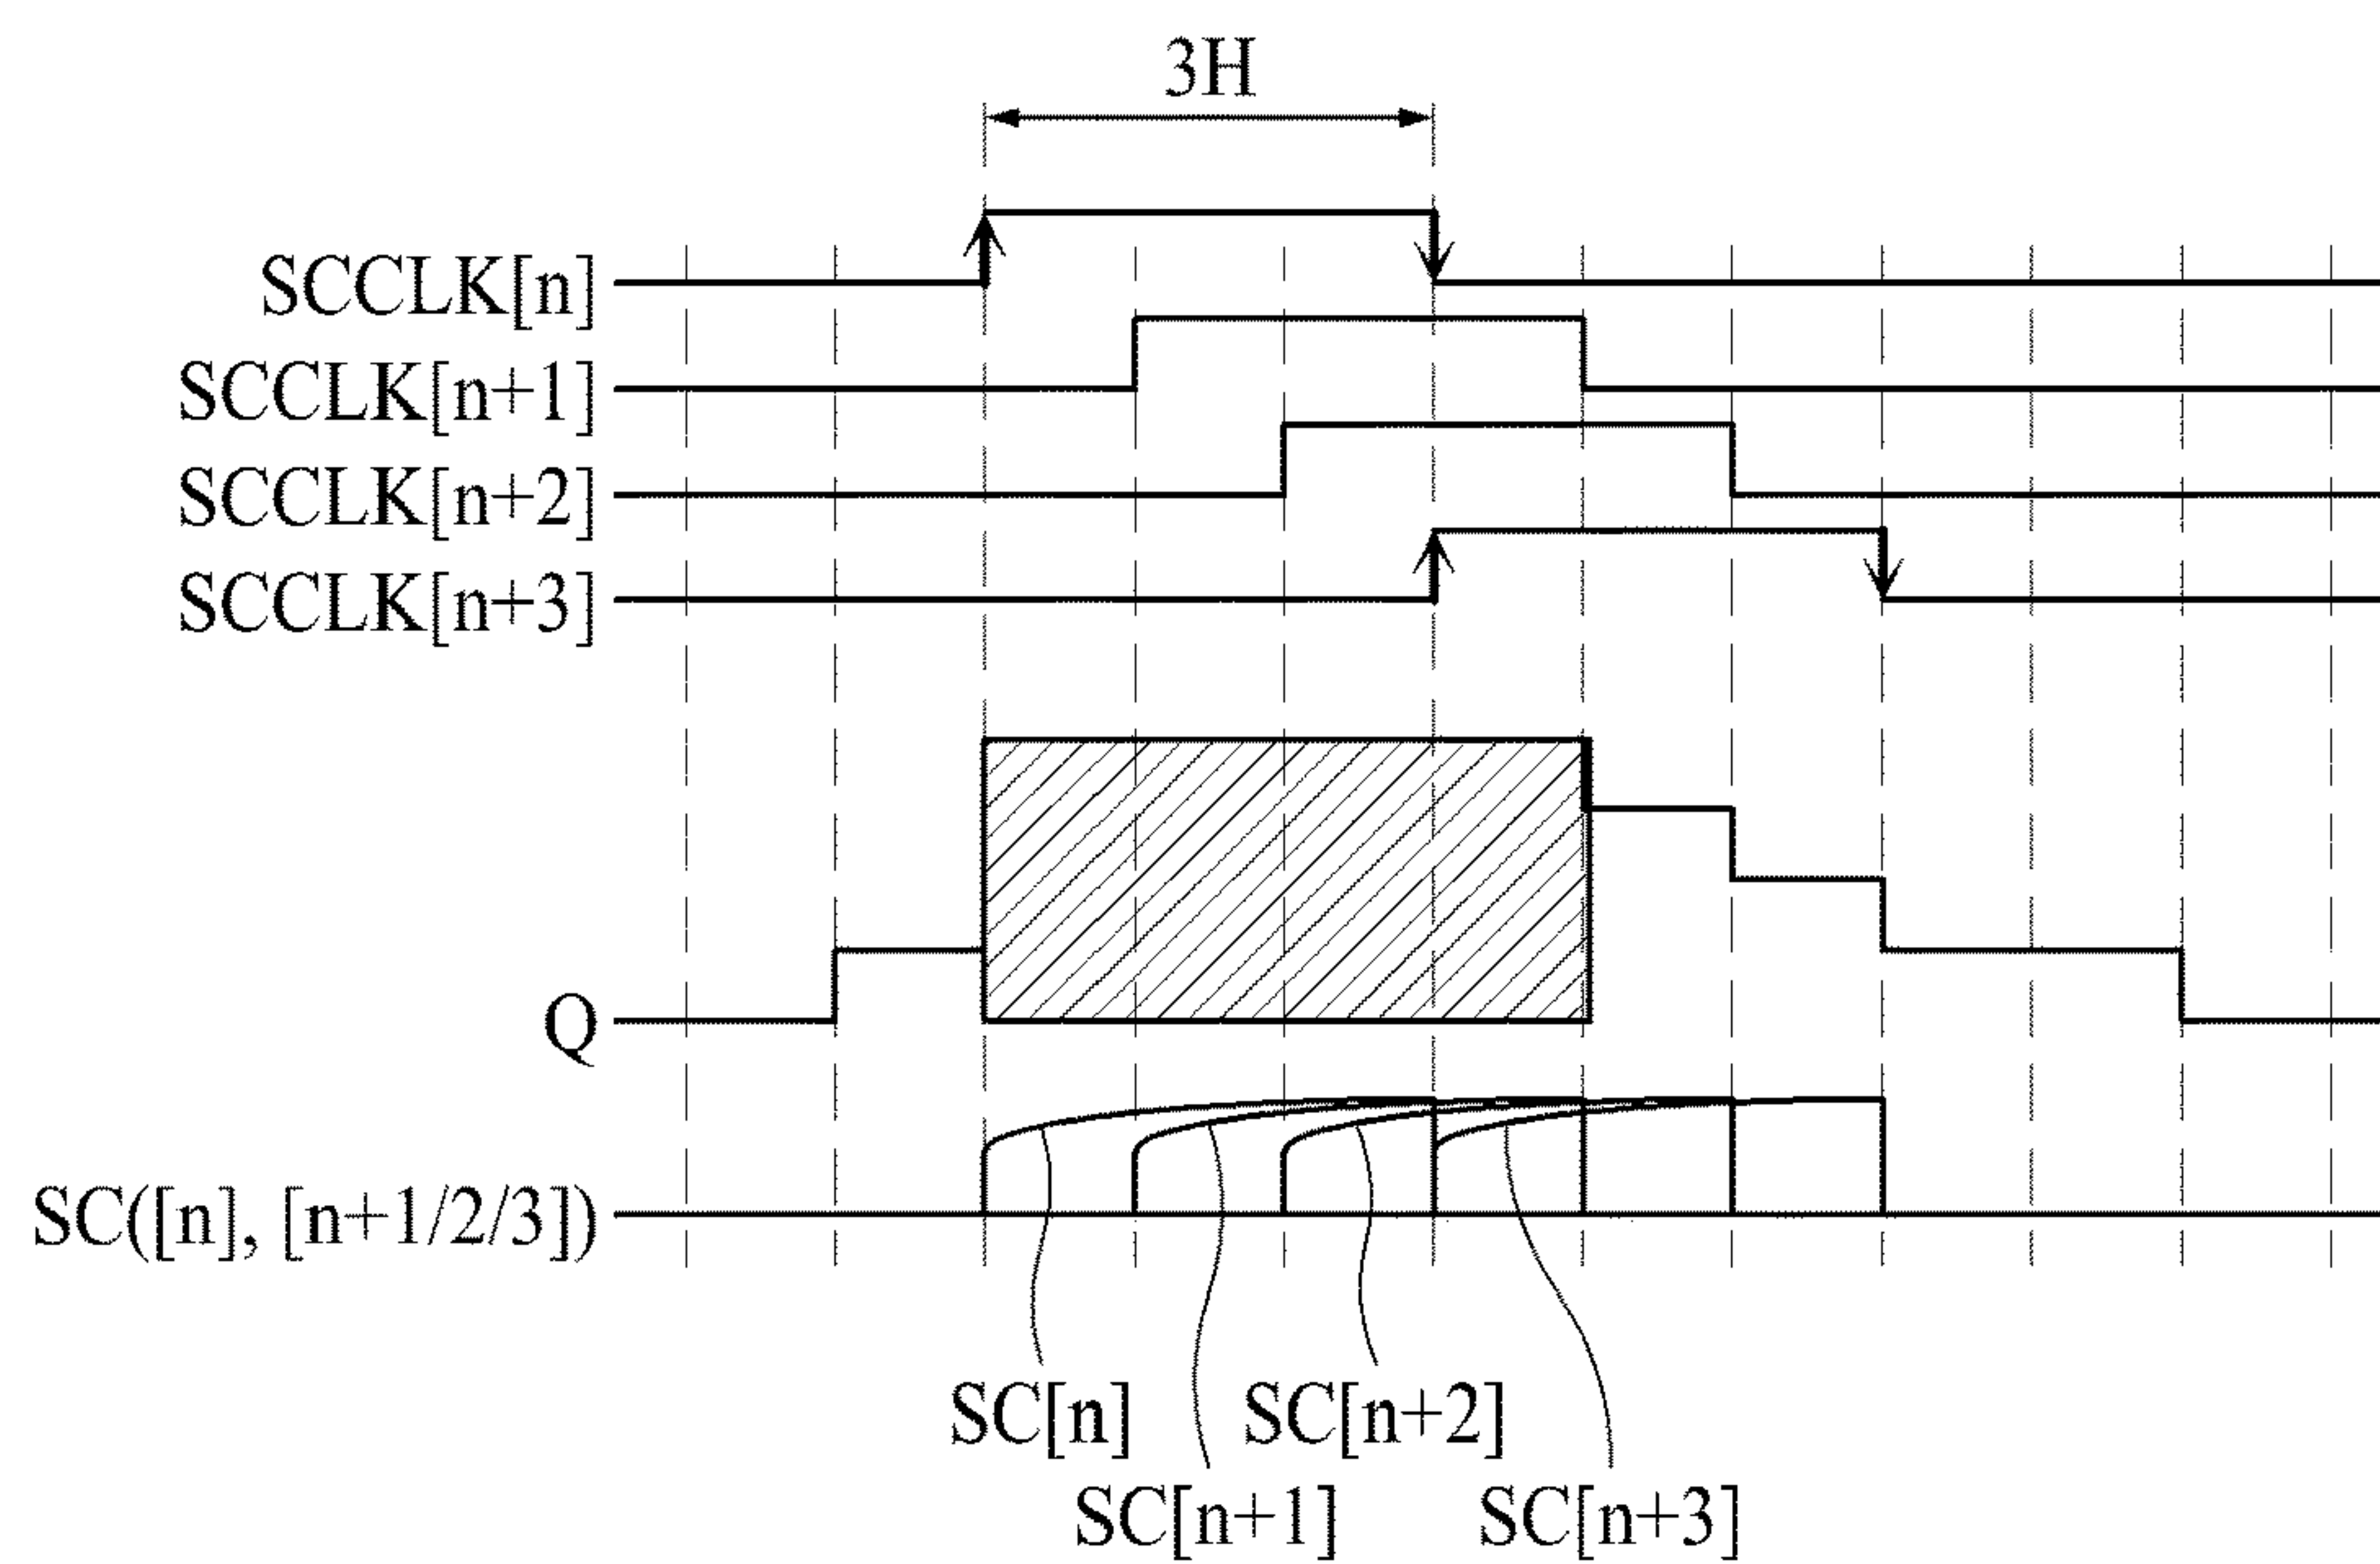 3H
SCCLK[n]
SCCLK[n+1]
SCCLK[n+2]
SCCLK[n+3]
Q
SC([n], [n+1/2/3])
SC[n]
SC[n+2]
SC[n+1]
SC[n+3]